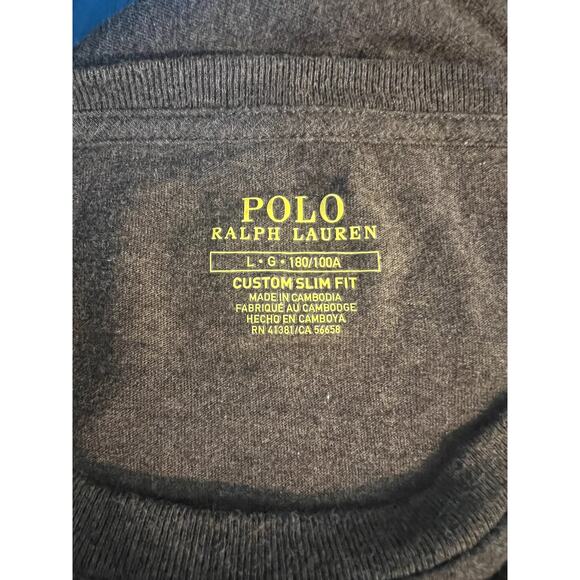 POLO
RALPH LAUREN
L • G • 180/100A
CUSTOM SLIM FIT
MADE IN CAMBODIA
FABRIQUÉ AU CAMBODGE
HECHO EN CAMBOYA
RN 41381/CA 56658